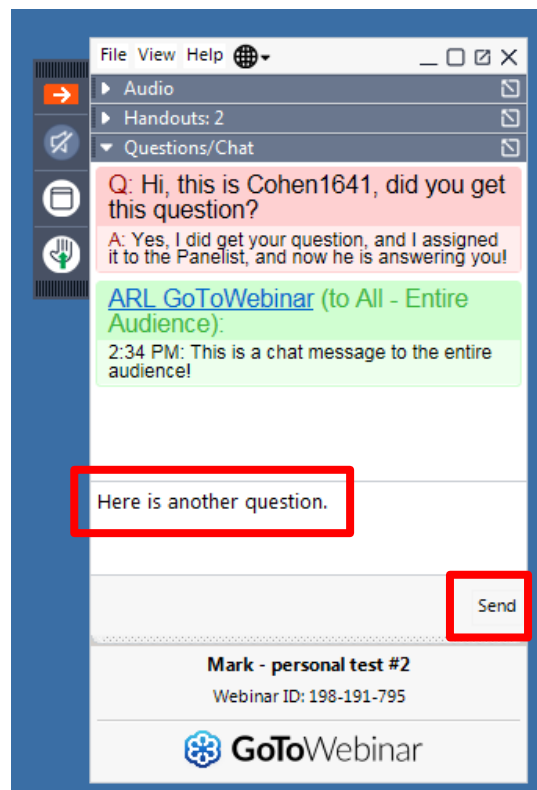 File View Help
Audio
Handouts: 2
Questions/Chat
Q: Hi, this is Cohen1641, did you get
this question?
A: Yes, I did get your question, and I assigned
it to the Panelist, and now he is answering you!
ARL GoToWebinar (to All - Entire
Audience):
2:34 PM: This is a chat message to the entire
audience!
Here is another question.
Send
Mark - personal test #2
Webinar ID: 198-191-795
GoToWebinar